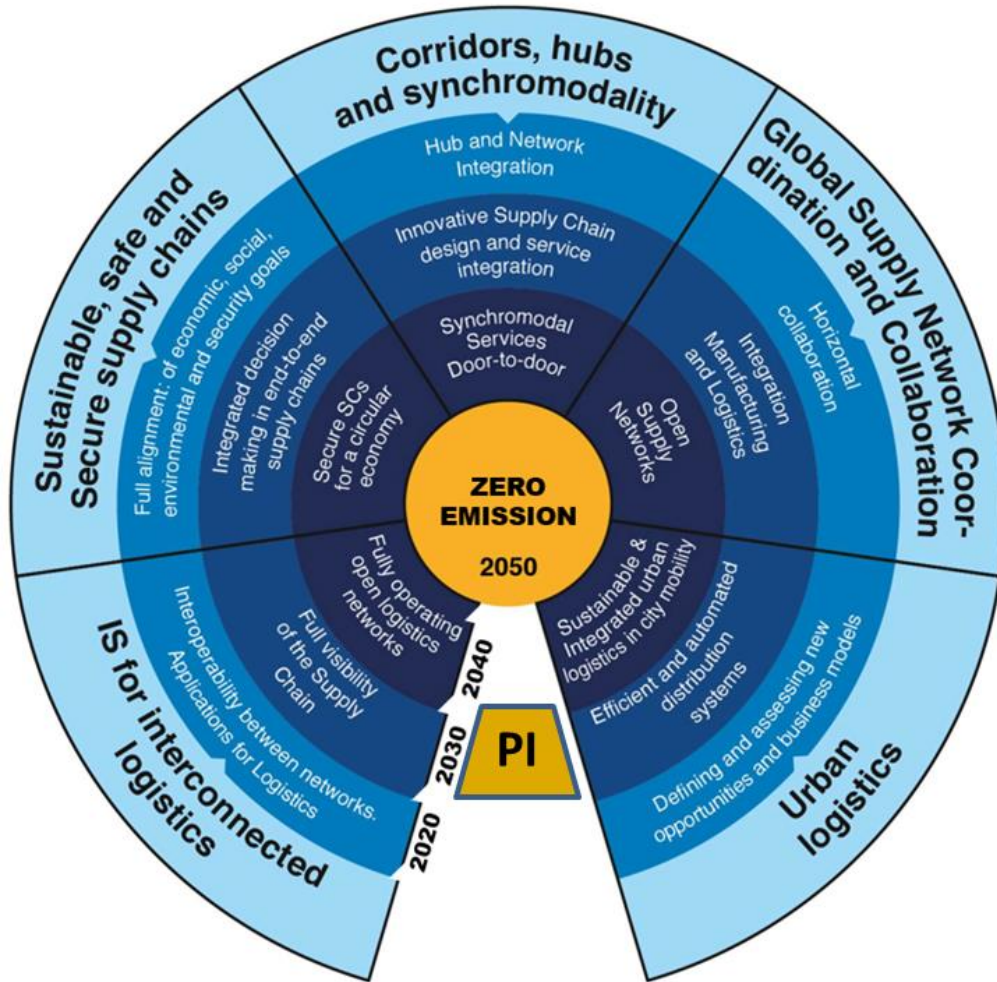 Corridors, hubs
and synchromodality
Hub and Network
Integration
Innovative Supply Chain
design and service
integration
Synchromodal
Services
Door-to-door
Global Supply Network Coor-
dination and Collaboration
Horizontal
collaboration
Integration
Manufacturing
and Logistics
Open
Supply
Networks
Urban
logistics
Defining and assessing new
opportunities and business models
Efficient and automated
distribution
systems
Sustainable &
Integrated urban
logistics in city mobility
IS for interconnected
logistics
Interoperability between networks.
Applications for Logistics
Full visibility
of the Supply
Chain
Fully operating
open logistics
networks
Sustainable, safe and
Secure supply chains
Full alignment: of economic, social,
environmental and security goals
Integrated decision
making in end-to-end
supply chains
Secure SCs
for a circular
economy
ZERO
EMISSION
2050
2040
2030
2020
PI